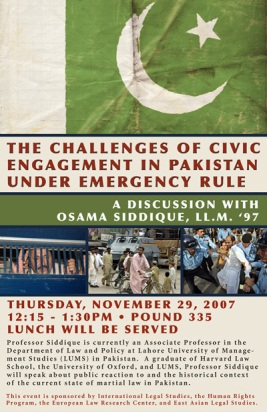 THE CHALLENGES OF CIVIC
ENGAGEMENT IN PAKISTAN
UNDER EMERGENCY RULE
A DISCUSSION WITH
OSAMA SIDDIQUE, LL.M. '97
THURSDAY, NOVEMBER 29, 2007
12:15 - 1:30PM • POUND 335
LUNCH WILL BE SERVED
Professor Siddique is currently an Associate Professor in the
Department of Law and Policy at Lahore University of Manage-
ment Studies (LUMS) in Pakistan. A graduate of Harvard Law
School, the University of Oxford, and LUMS, Professor Siddique
will speak about public reaction to and the historical context
of the current state of martial law in Pakistan.
This event is sponsored by International Legal Studies, the Human Rights
Program, the European Law Research Center, and East Asian Legal Studies.